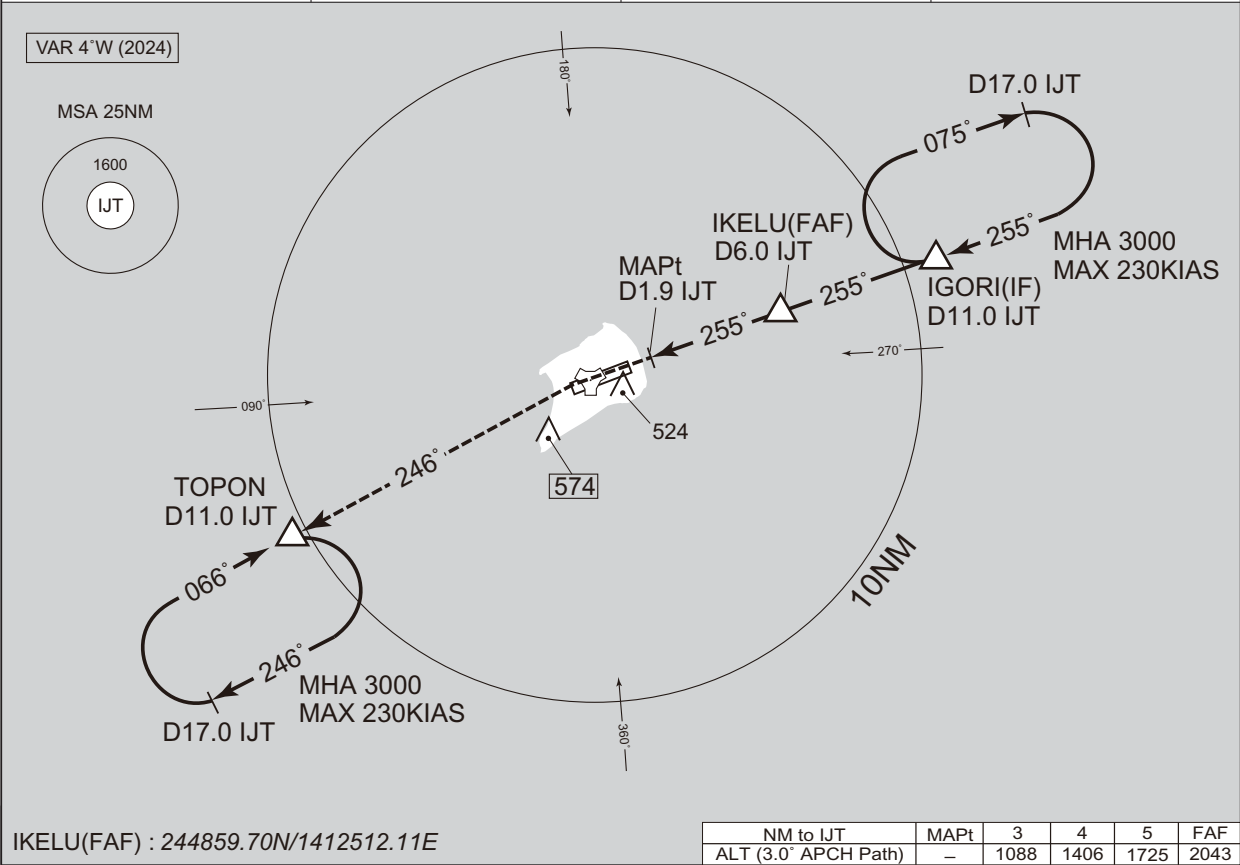 VAR 4°W (2024)
MSA 25NM
1600
IJT
180°
D17.0 IJT
075°
255°
MHA 3000
MAX 230KIAS
IKELU(FAF)
D6.0 IJT
MAPt
D1.9 IJT
255°
255°
IGORI(IF)
D11.0 IJT
270°
090°
524
574
246°
TOPON
D11.0 IJT
066°
246°
MHA 3000
MAX 230KIAS
D17.0 IJT
10NM
360°
IKELU(FAF) : 244859.70N/1412512.11E
NM to IJT MAPt 3 4 5 FAF
ALT (3.0° APCH Path) – 1088 1406 1725 2043